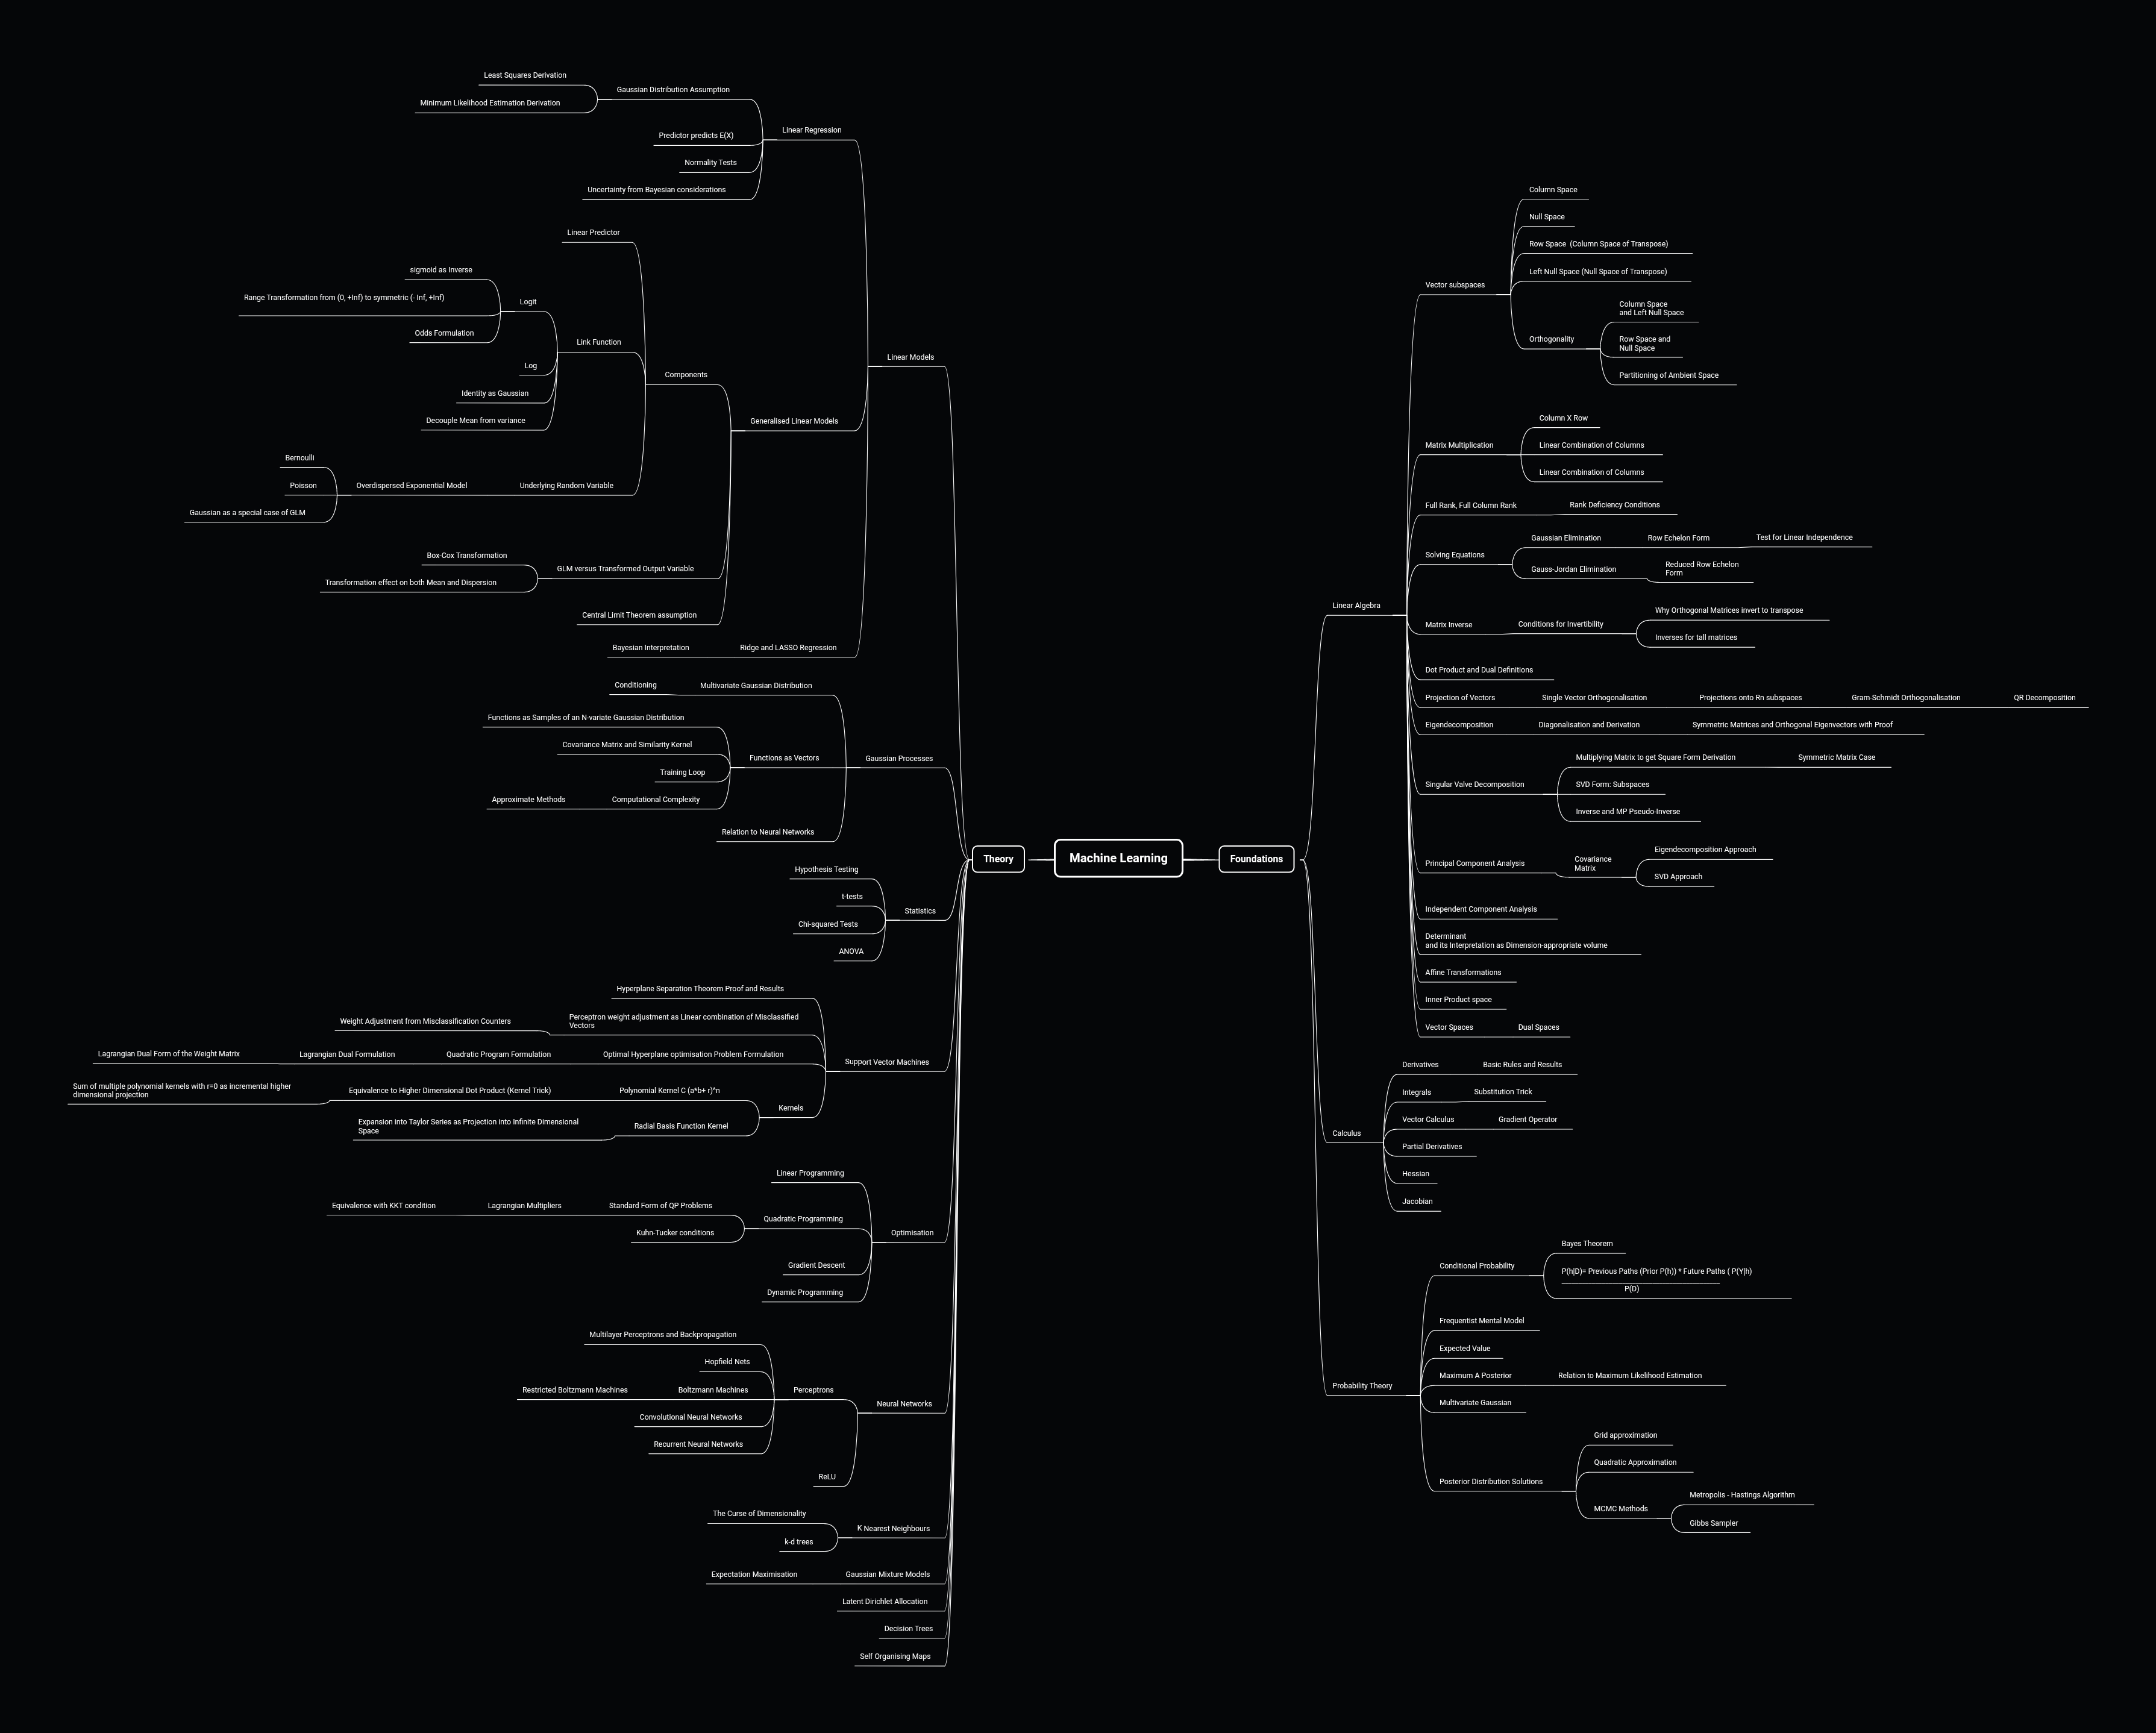 Machine Learning
Theory
Linear Models
Linear Regression
Gaussian Distribution Assumption
Least Squares Derivation
Minimum Likelihood Estimation Derivation
Predictor predicts E(X)
Normality Tests
Uncertainty from Bayesian considerations
Generalised Linear Models
Components
Linear Predictor
Link Function
Logit
sigmoid as Inverse
Range Transformation from (0, +Inf) to symmetric (- Inf, +Inf)
Odds Formulation
Log
Identity as Gaussian
Decouple Mean from variance
Underlying Random Variable
Overdispersed Exponential Model
Bernoulli
Poisson
Gaussian as a special case of GLM
GLM versus Transformed Output Variable
Box-Cox Transformation
Transformation effect on both Mean and Dispersion
Central Limit Theorem assumption
Ridge and LASSO Regression
Bayesian Interpretation
Gaussian Processes
Multivariate Gaussian Distribution
Conditioning
Functions as Vectors
Functions as Samples of an N-variate Gaussian Distribution
Covariance Matrix and Similarity Kernel
Training Loop
Computational Complexity
Approximate Methods
Relation to Neural Networks
Statistics
Hypothesis Testing
t-tests
Chi-squared Tests
ANOVA
Support Vector Machines
Hyperplane Separation Theorem Proof and Results
Perceptron weight adjustment as Linear combination of Misclassified
Vectors
Weight Adjustment from Misclassification Counters
Optimal Hyperplane optimisation Problem Formulation
Quadratic Program Formulation
Lagrangian Dual Formulation
Lagrangian Dual Form of the Weight Matrix
Kernels
Polynomial Kernel C (a*b+ r)^n
Equivalence to Higher Dimensional Dot Product (Kernel Trick)
Sum of multiple polynomial kernels with r=0 as incremental higher
dimensional projection
Radial Basis Function Kernel
Expansion into Taylor Series as Projection into Infinite Dimensional
Space
Optimisation
Linear Programming
Quadratic Programming
Standard Form of QP Problems
Lagrangian Multipliers
Equivalence with KKT condition
Kuhn-Tucker conditions
Gradient Descent
Dynamic Programming
Neural Networks
Perceptrons
Multilayer Perceptrons and Backpropagation
Hopfield Nets
Boltzmann Machines
Restricted Boltzmann Machines
Convolutional Neural Networks
Recurrent Neural Networks
ReLU
K Nearest Neighbours
The Curse of Dimensionality
k-d trees
Gaussian Mixture Models
Expectation Maximisation
Latent Dirichlet Allocation
Decision Trees
Self Organising Maps
Foundations
Linear Algebra
Vector subspaces
Column Space
Null Space
Row Space (Column Space of Transpose)
Left Null Space (Null Space of Transpose)
Orthogonality
Column Space
and Left Null Space
Row Space and
Null Space
Partitioning of Ambient Space
Matrix Multiplication
Column X Row
Linear Combination of Columns
Linear Combination of Columns
Full Rank, Full Column Rank
Rank Deficiency Conditions
Solving Equations
Gaussian Elimination
Row Echelon Form
Test for Linear Independence
Gauss-Jordan Elimination
Reduced Row Echelon
Form
Matrix Inverse
Conditions for Invertibility
Why Orthogonal Matrices invert to transpose
Inverses for tall matrices
Dot Product and Dual Definitions
Projection of Vectors
Single Vector Orthogonalisation
Projections onto Rn subspaces
Gram-Schmidt Orthogonalisation
QR Decomposition
Eigendecomposition
Diagonalisation and Derivation
Symmetric Matrices and Orthogonal Eigenvectors with Proof
Singular Valve Decomposition
Multiplying Matrix to get Square Form Derivation
Symmetric Matrix Case
SVD Form: Subspaces
Inverse and MP Pseudo-Inverse
Principal Component Analysis
Covariance
Matrix
Eigendecomposition Approach
SVD Approach
Independent Component Analysis
Determinant
and its Interpretation as Dimension-appropriate volume
Affine Transformations
Inner Product space
Vector Spaces
Dual Spaces
Calculus
Derivatives
Basic Rules and Results
Integrals
Substitution Trick
Vector Calculus
Gradient Operator
Partial Derivatives
Hessian
Jacobian
Probability Theory
Conditional Probability
Bayes Theorem
P(h|D)= Previous Paths (Prior P(h)) * Future Paths ( P(Y|h)
P(D)
Frequentist Mental Model
Expected Value
Maximum A Posterior
Relation to Maximum Likelihood Estimation
Multivariate Gaussian
Posterior Distribution Solutions
Grid approximation
Quadratic Approximation
MCMC Methods
Metropolis - Hastings Algorithm
Gibbs Sampler